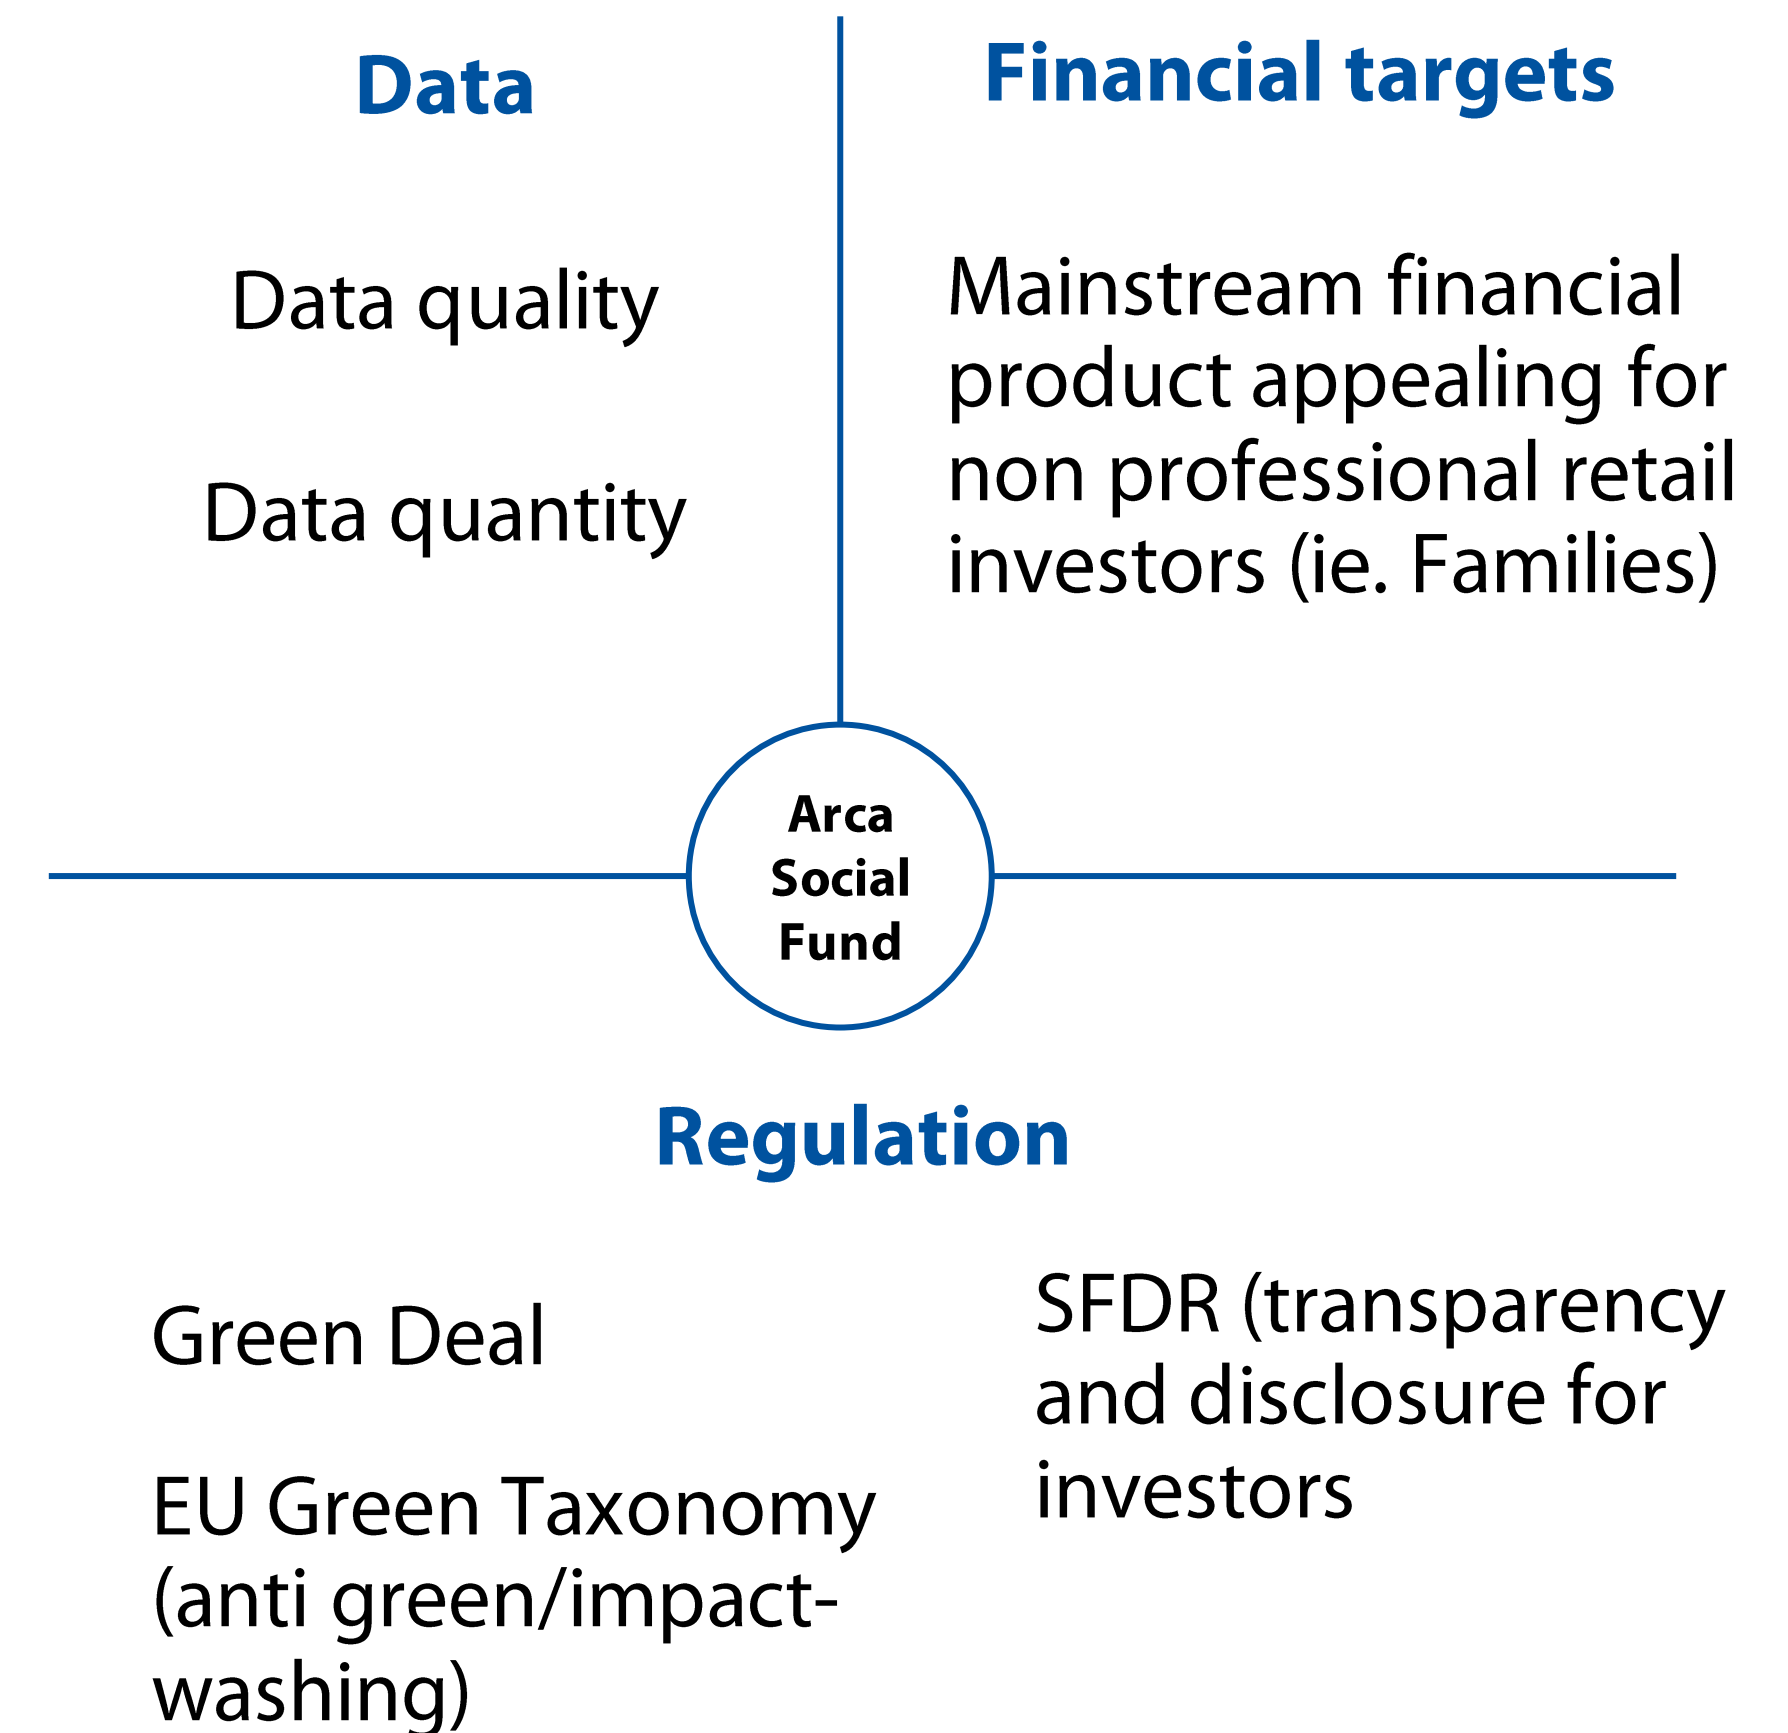 Data
Data quality
Data quantity
Financial targets
Mainstream financial
product appealing for
non professional retail
investors (ie. Families)
Arca
Social
Fund
Regulation
Green Deal
EU Green Taxonomy
(anti green/impact-
washing)
SFDR (transparency
and disclosure for
investors